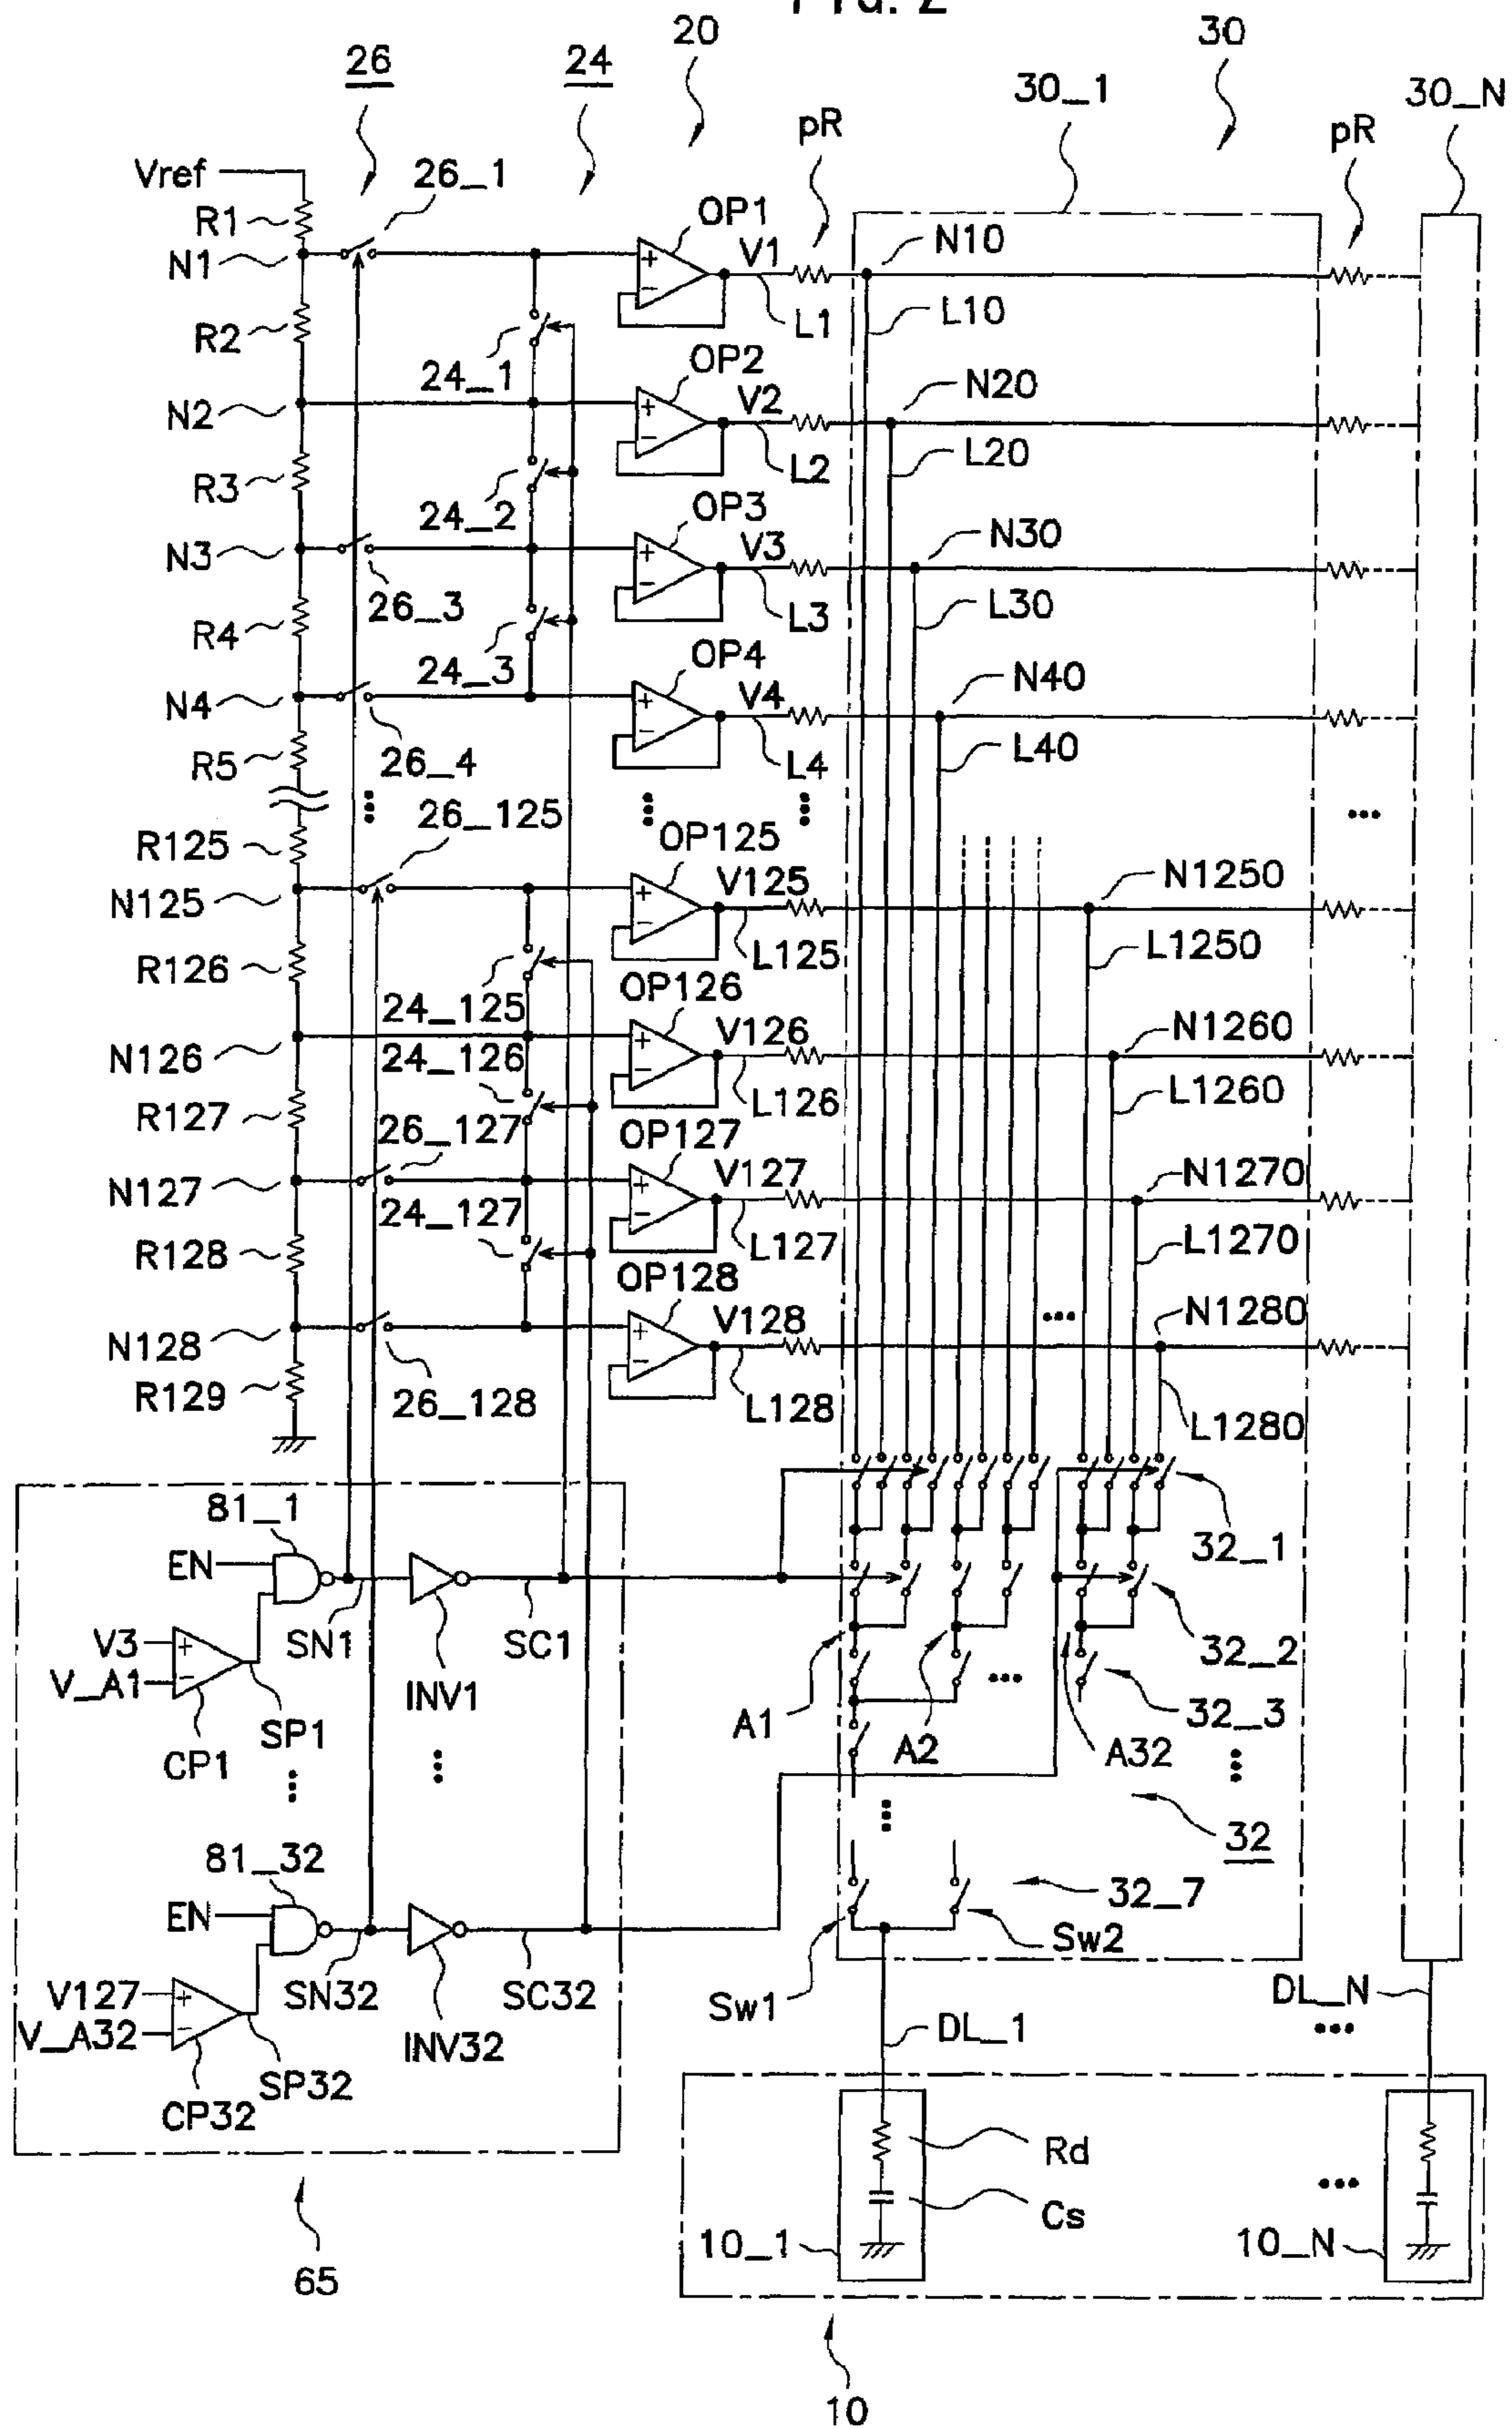 FIG. 2
20
30
26
24
30_1
30_N
pR
pR
Vref
26_1
R1
OP1
V1
N10
N1
L1
L10
R2
24_1
OP2
V2
N20
N2
L2
L20
R3
24_2
OP3
V3
N30
N3
26_3
L3
L30
R4
24_3
OP4
V4
N40
N4
26_4
L4
L40
R5
...
...
...
...
26_125
R125
OP125
V125
N1250
N125
L125
L1250
R126
24_125
OP126
V126
N1260
N126
24_126
L126
L1260
R127
26_127
OP127
V127
N1270
N127
24_127
L127
L1270
R128
OP128
V128
N1280
...
N128
26_128
L128
L1280
R129
81_1
32_1
EN
SN1
SC1
V3
V_A1
INV1
32_2
SP1
CP1
A1
A2
...
A32
32_3
...
...
...
...
32
81_32
EN
32_7
Sw2
V127
V_A32
SN32
SC32
INV32
Sw1
DL_1
DL_N
...
SP32
CP32
Rd
Cs
...
10_1
10_N
65
10
+
−
+
−
+
−
+
−
+
−
+
−
+
−
+
−
+
−
+
−